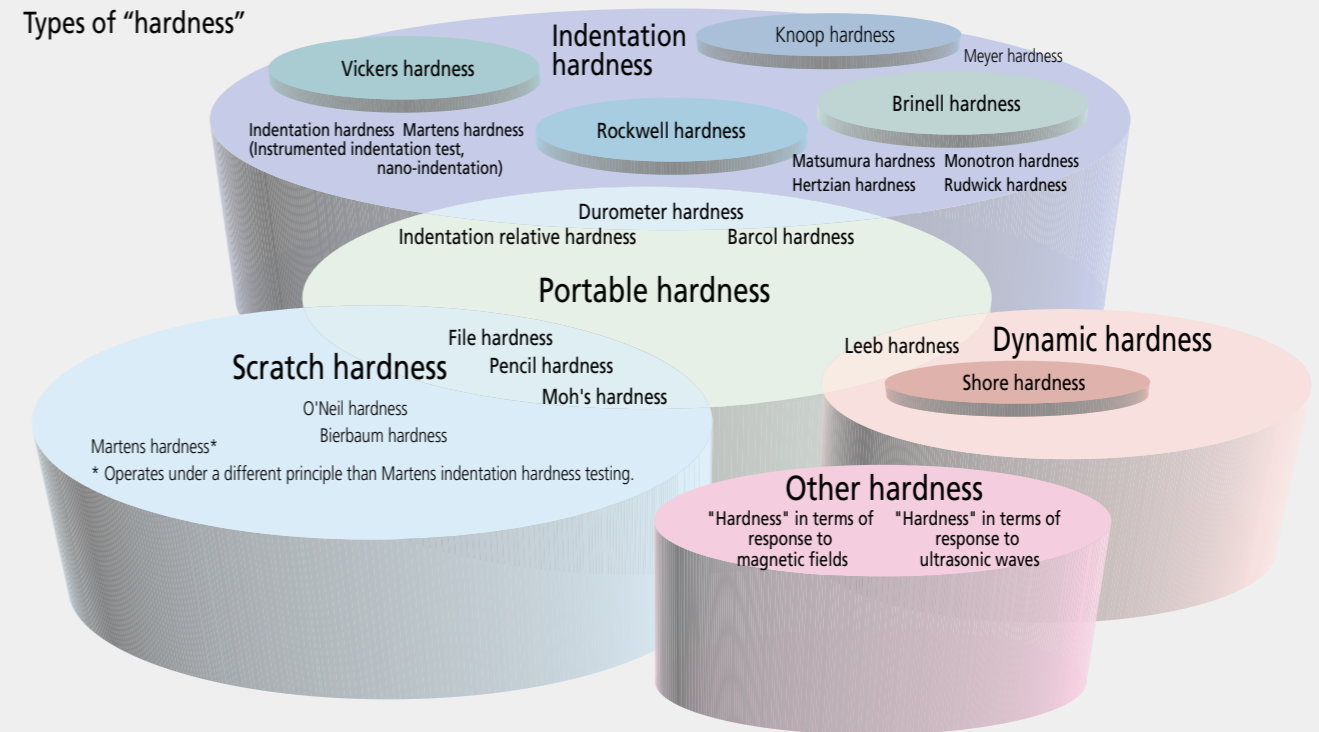 Types of “hardness”
Indentation
hardness
Knoop hardness
Meyer hardness
Vickers hardness
Brinell hardness
Rockwell hardness
Indentation hardness Martens hardness
(Instrumented indentation test,
nano-indentation)
Matsumura hardness Monotron hardness
Hertzian hardness Rudwick hardness
Durometer hardness
Indentation relative hardness Barcol hardness
Portable hardness
File hardness
Pencil hardness
Moh's hardness
Scratch hardness
O'Neil hardness
Bierbaum hardness
Martens hardness*
* Operates under a different principle than Martens indentation hardness testing.
Leeb hardness
Dynamic hardness
Shore hardness
Other hardness
"Hardness" in terms of
response to
magnetic fields
"Hardness" in terms of
response to
ultrasonic waves